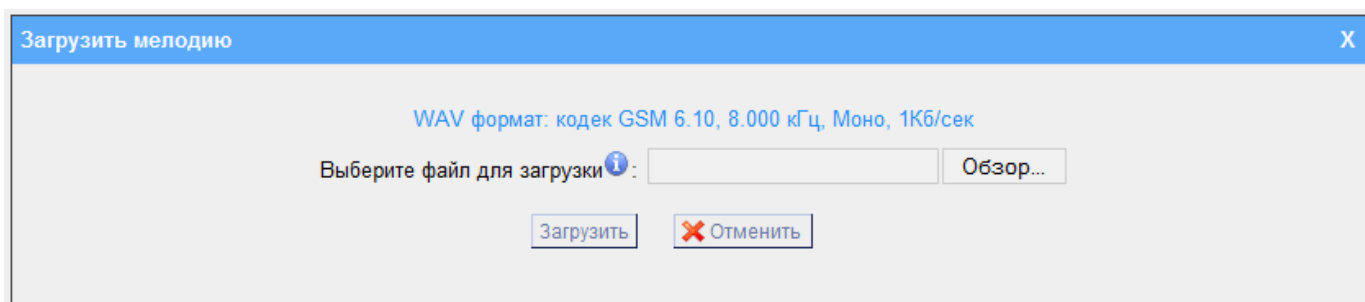 Загрузить мелодию X
WAV формат: кодек GSM 6.10, 8.000 кГц, Моно, 1Кб/сек
Выберите файл для загрузки i : Обзор...
Загрузить Отменить